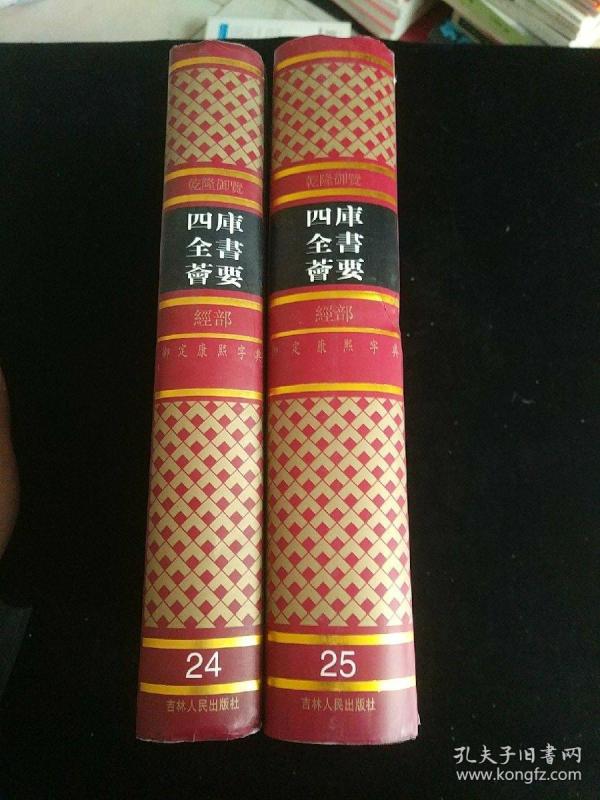 乾隆御覽
四庫
全書
薈要
經部
御定康熙字典
24
吉林人民出版社
乾隆御覽
四庫
全書
薈要
經部
御定康熙字典
25
吉林人民出版社
孔夫子旧书网
www.kongfz.com